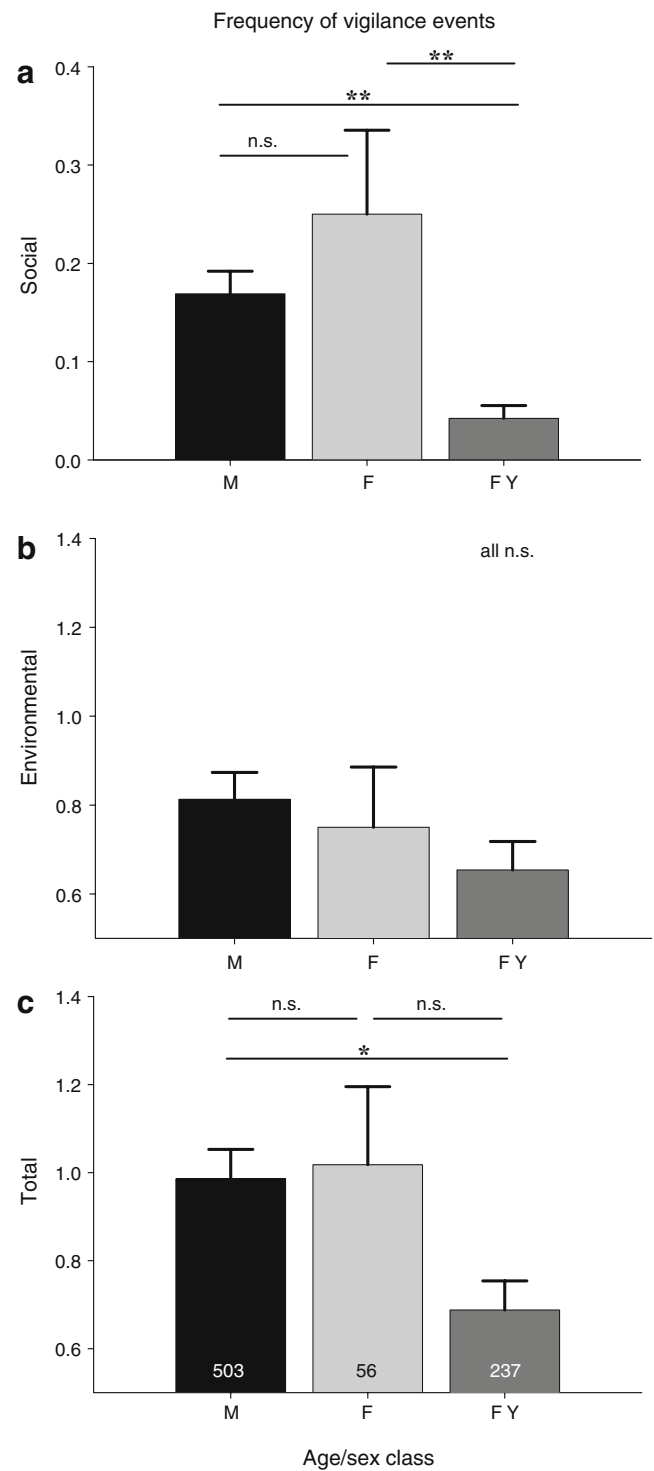 Frequency of vigilance events
a
0.4
**
**
n.s.
0.3
Social
0.2
0.1
0.0
M F F Y
b
1.4
all n.s.
1.2
Environmental
1.0
0.8
0.6
M F F Y
c
1.4
n.s. n.s.
*
1.2
Total
1.0
0.8
0.6
503 56 237
M F F Y
Age/sex class